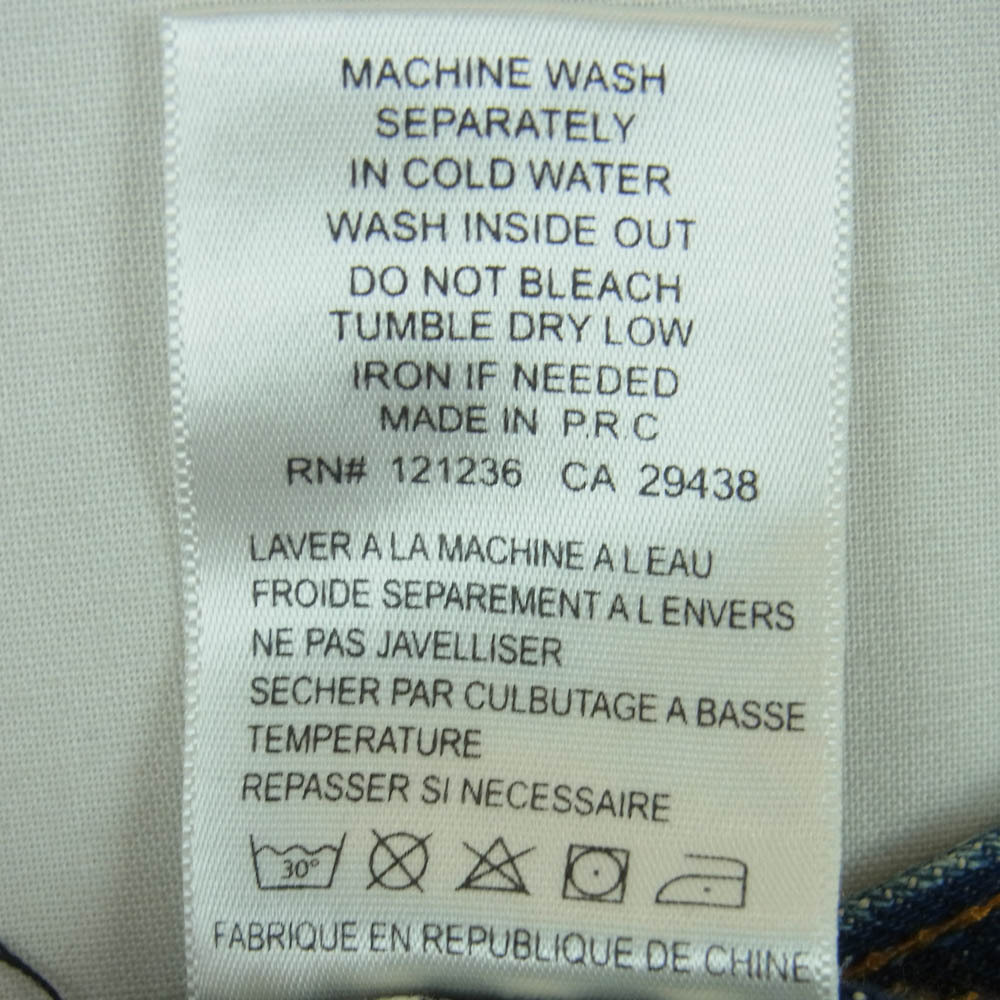 MACHINE WASH
SEPARATELY
IN COLD WATER
WASH INSIDE OUT
DO NOT BLEACH
TUMBLE DRY LOW
IRON IF NEEDED
MADE IN P.R.C
RN# 121236 CA 29438
LAVER A LA MACHINE A L EAU
FROIDE SEPAREMENT A L ENVERS
NE PAS JAVELLISER
SECHER PAR CULBUTAGE A BASSE
TEMPERATURE
REPASSER SI NECESSAIRE
30°
FABRIQUE EN REPUBLIQUE DE CHINE